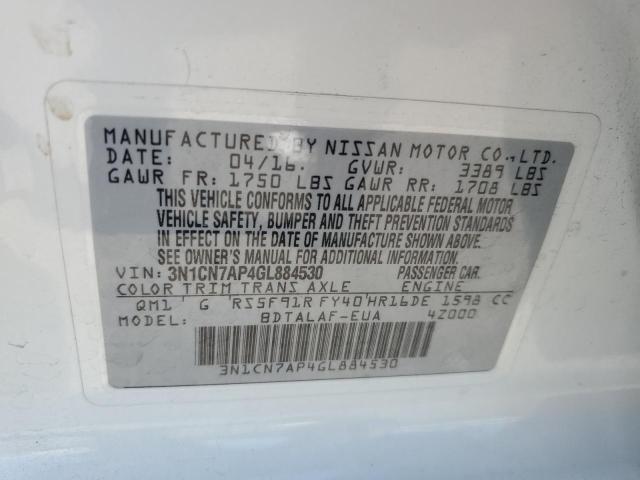 MANUFACTURED BY NISSAN MOTOR CO.,LTD.
DATE: 04/16. GVWR: 3389 LBS
GAWR FR: 1750 LBS GAWR RR: 1708 LBS
THIS VEHICLE CONFORMS TO ALL APPLICABLE FEDERAL MOTOR
VEHICLE SAFETY, BUMPER AND THEFT PREVENTION STANDARDS
IN EFFECT ON THE DATE OF MANUFACTURE SHOWN ABOVE.
SEE OWNER'S MANUAL FOR ADDITIONAL INFORMATION.
VIN: 3N1CN7AP4GL884530 PASSENGER CAR.
COLOR TRIM TRANS AXLE ENGINE
QM1 G RS5F91R FY40 HR16DE 1598 CC
MODEL: BDTALAF-EUA 4Z000
3N1CN7AP4GL884530